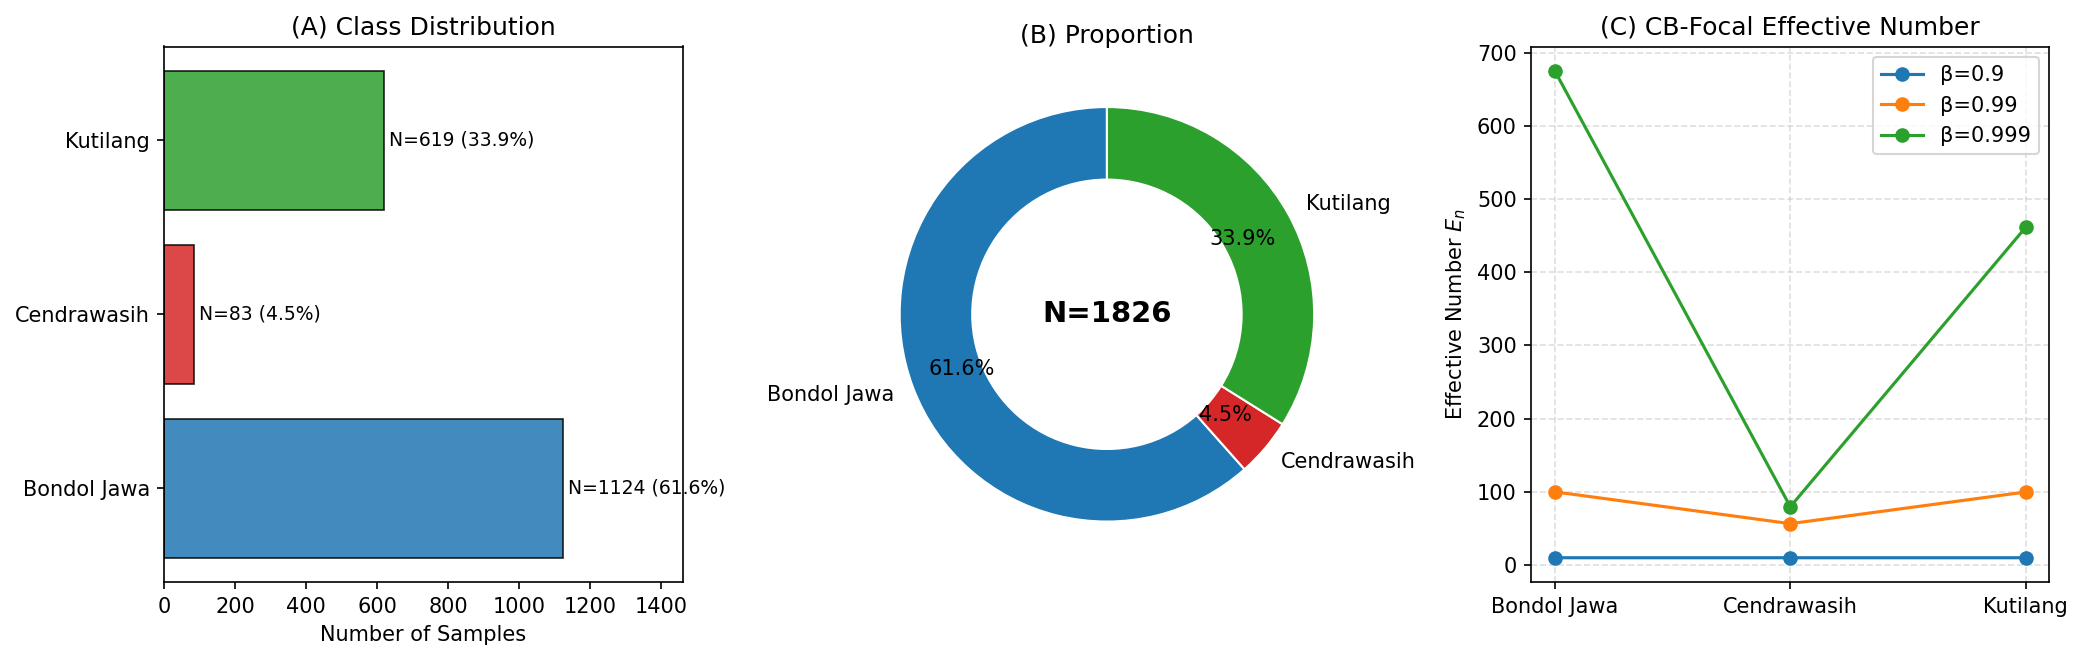 (A) Class Distribution
Kutilang
N=619 (33.9%)
Cendrawasih
N=83 (4.5%)
Bondol Jawa
N=1124 (61.6%)
0 200 400 600 800 1000 1200 1400
Number of Samples
(B) Proportion
Kutilang
33.9%
N=1826
61.6%
Bondol Jawa
4.5%
Cendrawasih
(C) CB-Focal Effective Number
β=0.9
β=0.99
β=0.999
700
600
500
400
300
200
100
0
Effective Number Eₙ
Bondol Jawa Cendrawasih Kutilang